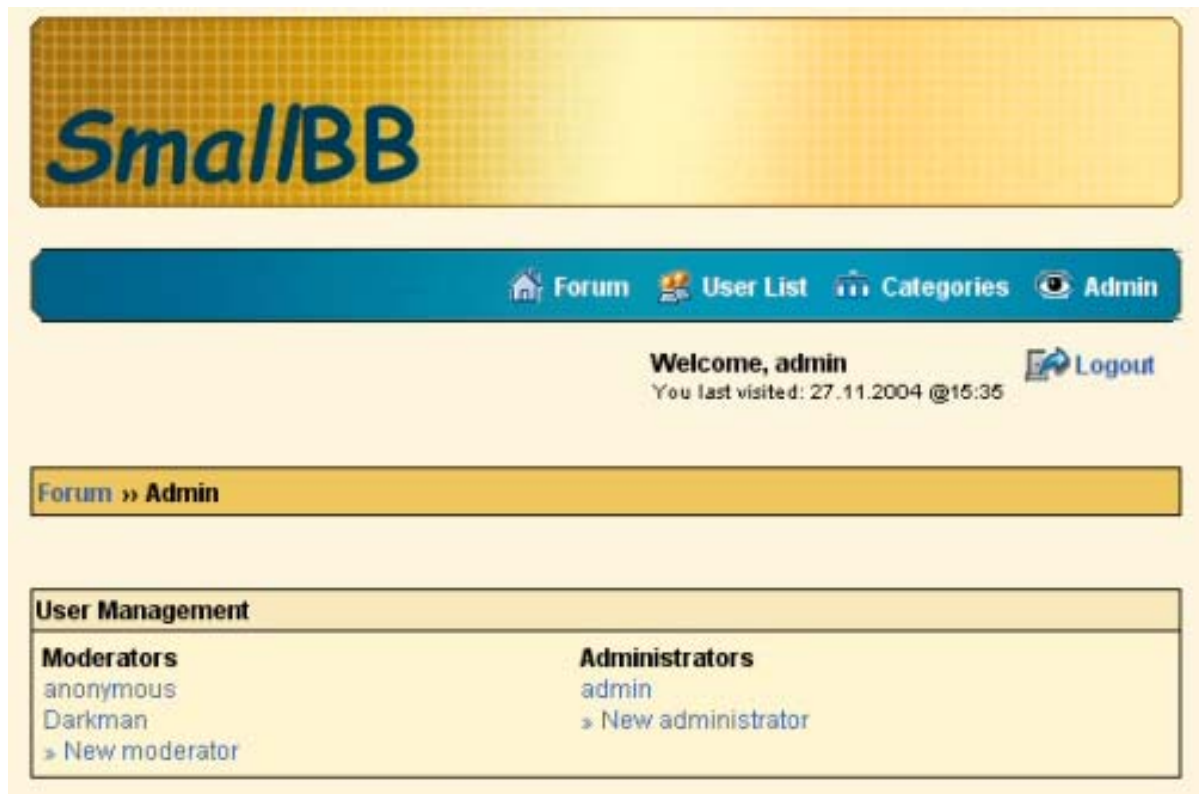 SmallBB
Forum User List Categories Admin
Welcome, admin
Logout
You last visited: 27.11.2004 @15:35
Forum » Admin
User Management
Moderators
anonymous
Darkman
» New moderator
Administrators
admin
» New administrator